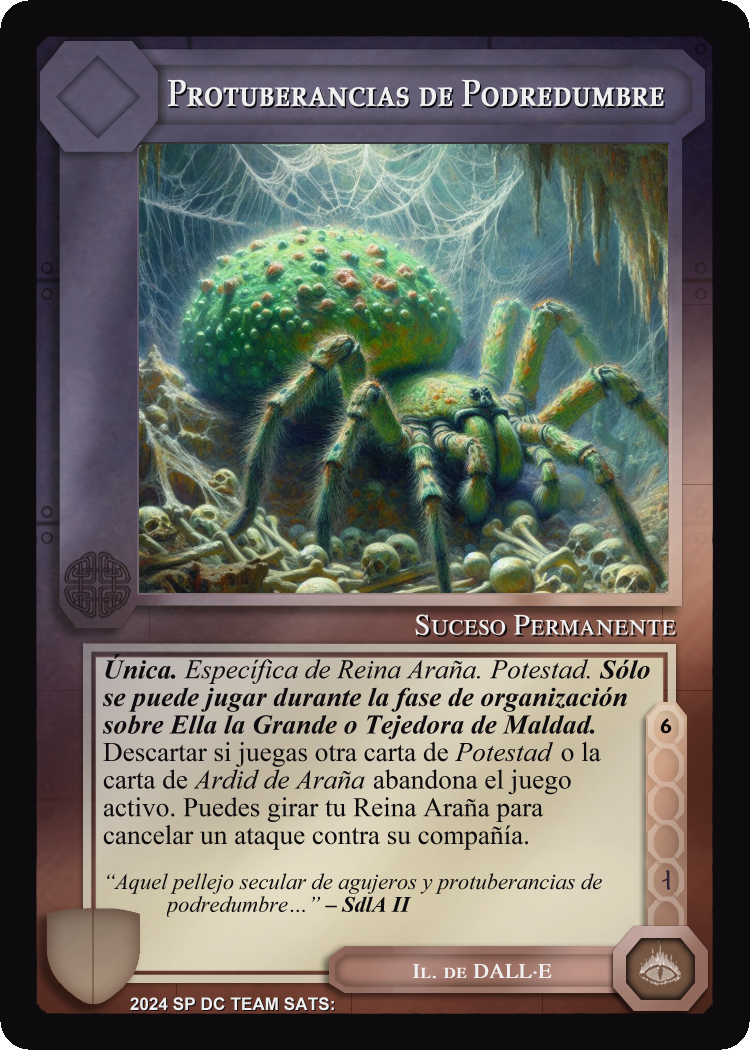 Protuberancias de Podredumbre
Suceso Permanente
Única. Específica de Reina Araña. Potestad. Sólo
se puede jugar durante la fase de organización
sobre Ella la Grande o Tejedora de Maldad.
Descartar si juegas otra carta de Potestad o la
carta de Ardid de Araña abandona el juego
activo. Puedes girar tu Reina Araña para
cancelar un ataque contra su compañía.
6
“Aquel pellejo secular de agujeros y protuberancias de
podredumbre…” – SdlA II
Il. de DALL·E
2024 SP DC TEAM SATS: